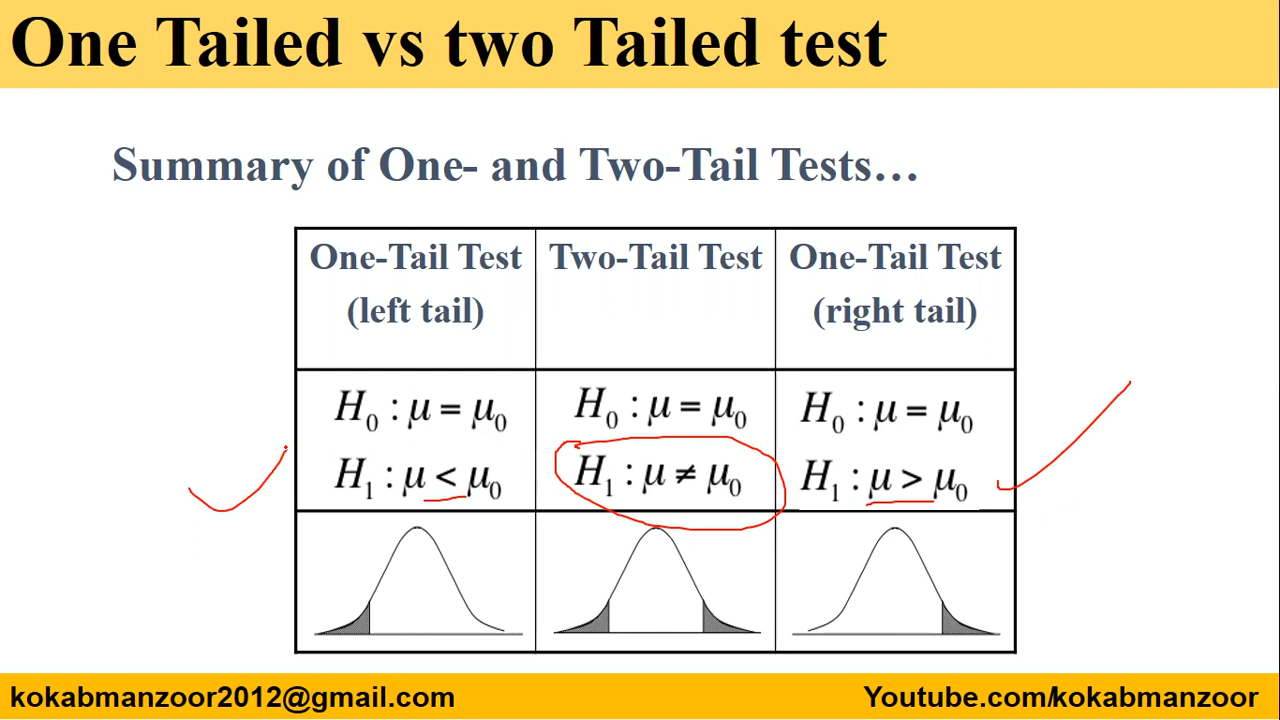 One Tailed vs two Tailed test
Summary of One- and Two-Tail Tests...
One-Tail Test
(left tail)
Two-Tail Test
One-Tail Test
(right tail)
H₀ : μ = μ₀
H₁ : μ < μ₀
H₀ : μ = μ₀
H₁ : μ ≠ μ₀
H₀ : μ = μ₀
H₁ : μ > μ₀
kokabmanzoor2012@gmail.com
Youtube.com/kokabmanzoor